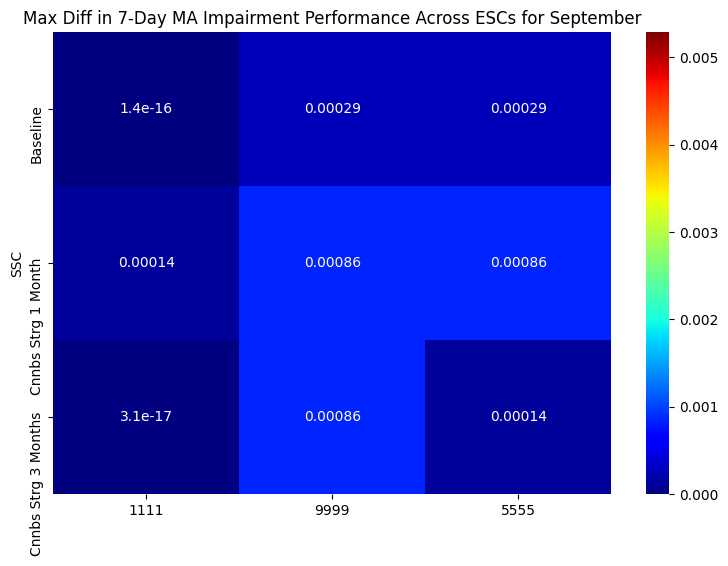 Max Diff in 7-Day MA Impairment Performance Across ESCs for September
SSC
Baseline
1.4e-16 0.00029 0.00029
Cnnbs Strg 1 Month
0.00014 0.00086 0.00086
Cnnbs Strg 3 Months
3.1e-17 0.00086 0.00014
1111 9999 5555
0.005
0.004
0.003
0.002
0.001
0.000